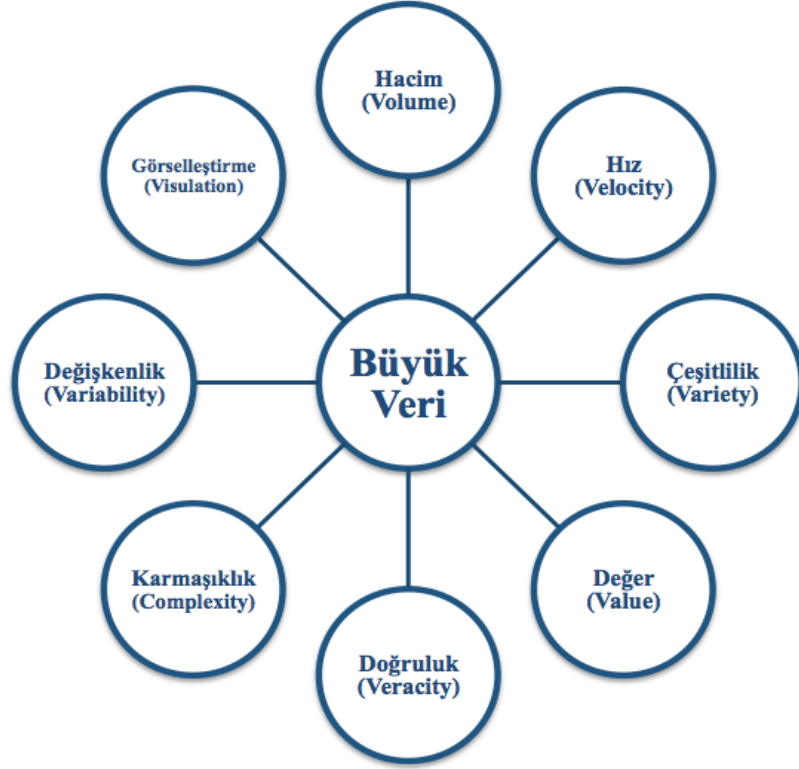 Hacim
(Volume)
Hız
(Velocity)
Çeşitlilik
(Variety)
Değer
(Value)
Doğruluk
(Veracity)
Karmaşıklık
(Complexity)
Değişkenlik
(Variability)
Görselleştirme
(Visulation)
Büyük
Veri